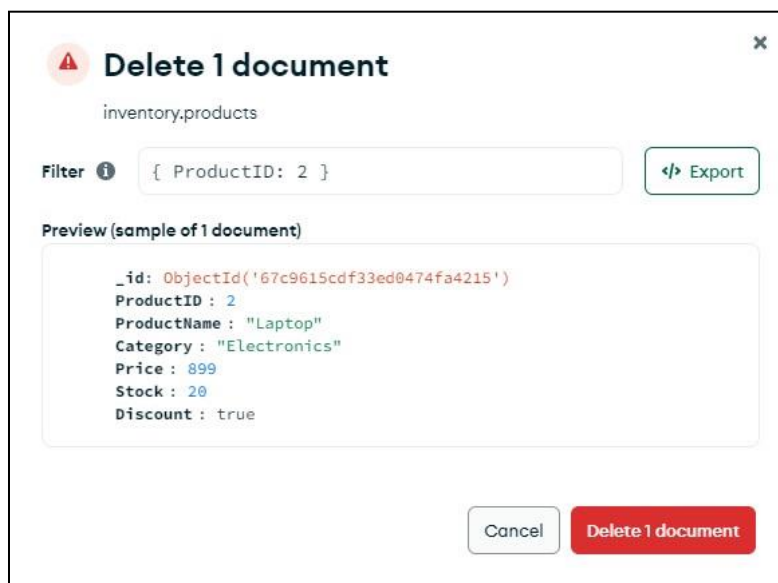 Delete 1 document
inventory.products
Filter { ProductID: 2 } </> Export
Preview (sample of 1 document)
_id: ObjectId('67c9615cdf33ed0474fa4215')
ProductID : 2
ProductName : "Laptop"
Category : "Electronics"
Price : 899
Stock : 20
Discount : true
Cancel Delete 1 document